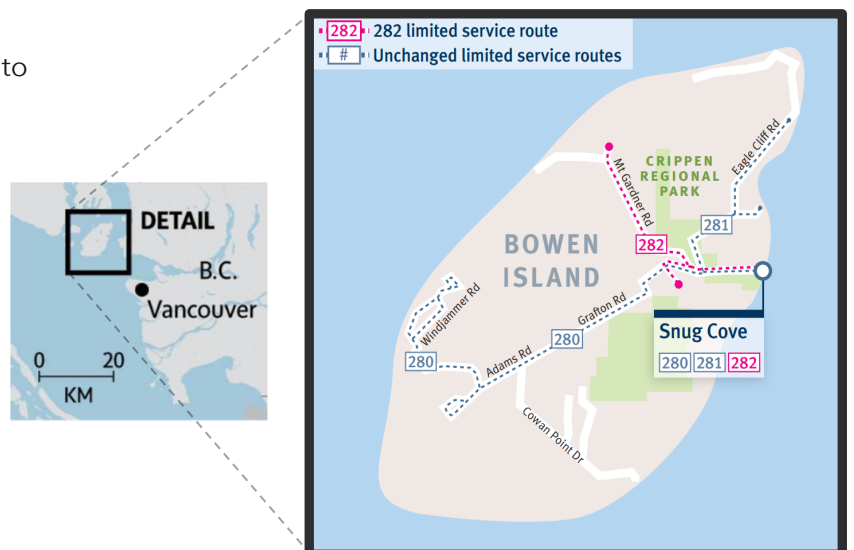 to
282 282 limited service route
# Unchanged limited service routes
DETAIL
B.C.
Vancouver
0 20
KM
Mt Gardner Rd
CRIPPEN
REGIONAL
PARK
Eagle Cliff Rd
281
282
BOWEN
ISLAND
Windjammer Rd
Grafton Rd
280
280
Adams Rd
Cowan Point Dr
Snug Cove
280 281 282